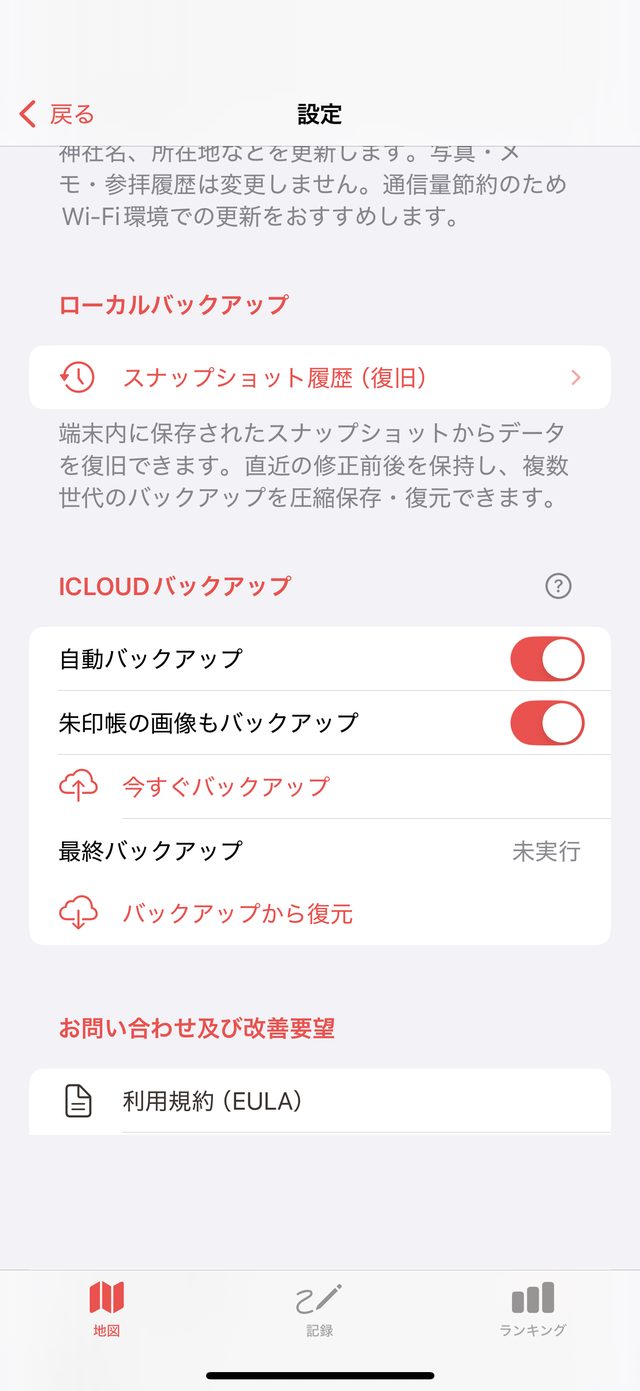 戻る
設定
神社名、所在地などを更新します。写真・メ
モ・参拝履歴は変更しません。通信量節約のため
Wi-Fi環境での更新をおすすめします。
ローカルバックアップ
スナップショット履歴（復旧）
端末内に保存されたスナップショットからデータ
を復旧できます。直近の修正前後を保持し、複数
世代のバックアップを圧縮保存・復元できます。
ICLOUDバックアップ
?
自動バックアップ
朱印帳の画像もバックアップ
今すぐバックアップ
最終バックアップ 未実行
バックアップから復元
お問い合わせ及び改善要望
利用規約（EULA）
地図 記録 ランキング